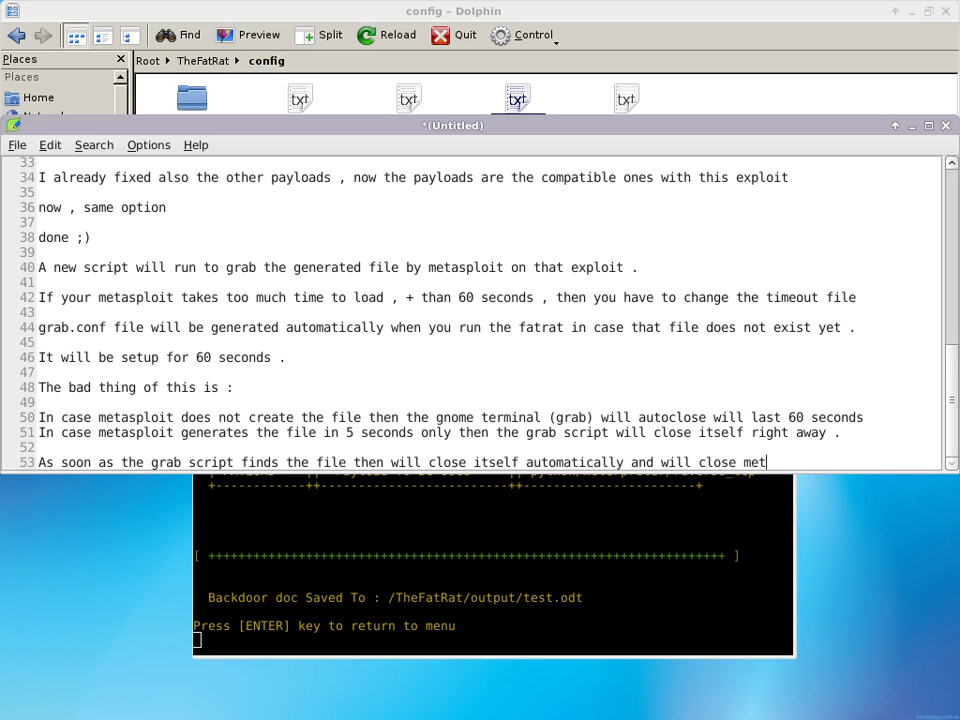 config – Dolphin
Find Preview Split Reload Quit Control
Places Root TheFatRat config
Places
Home
txt txt txt txt
*(Untitled)
File Edit Search Options Help
33
34 I already fixed also the other payloads , now the payloads are the compatible ones with this exploit
35
36 now , same option
37
38 done ;)
39
40 A new script will run to grab the generated file by metasploit on that exploit .
41
42 If your metasploit takes too much time to load , + than 60 seconds , then you have to change the timeout file
43
44 grab.conf file will be generated automatically when you run the fatrat in case that file does not exist yet .
45
46 It will be setup for 60 seconds .
47
48 The bad thing of this is :
49
50 In case metasploit does not create the file then the gnome terminal (grab) will autoclose will last 60 seconds
51 In case metasploit generates the file in 5 seconds only then the grab script will close itself right away .
52
53 As soon as the grab script finds the file then will close itself automatically and will close met
+------------++---------------------------++-----------------------+
[ +++++++++++++++++++++++++++++++++++++++++++++++++++++++++++++++++++++ ]
Backdoor doc Saved To : /TheFatRat/output/test.odt
Press [ENTER] key to return to menu